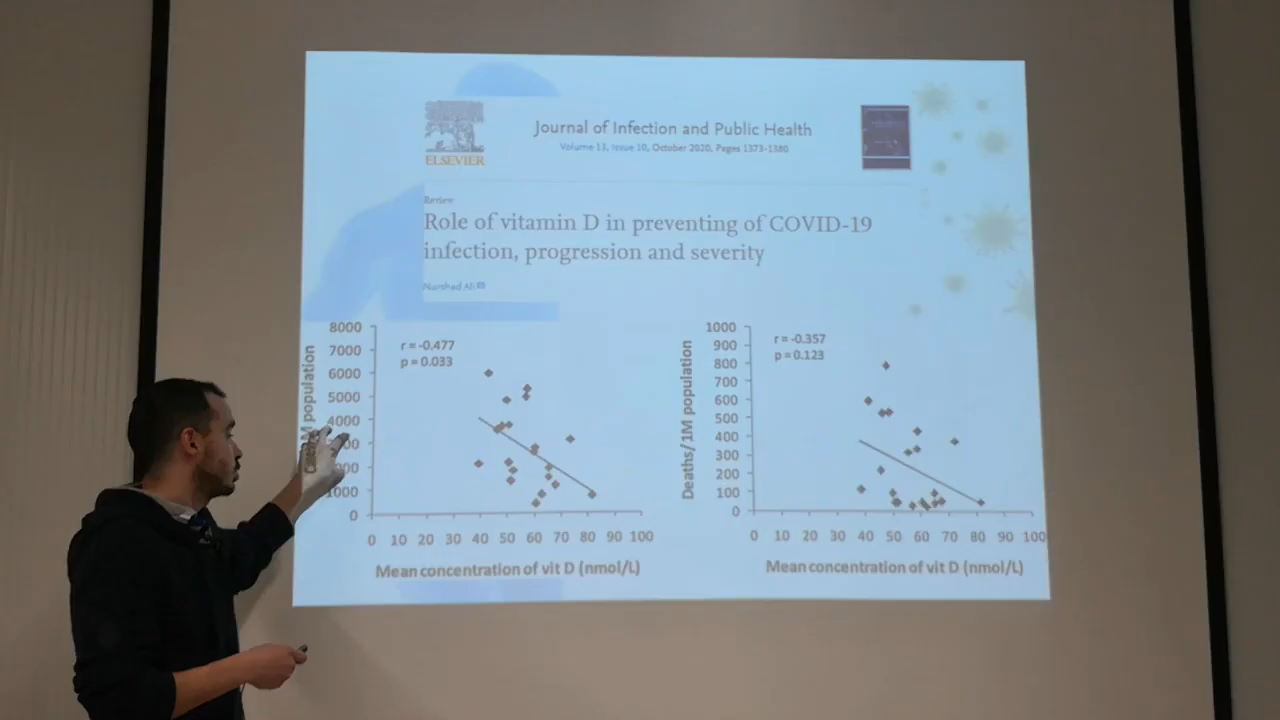 ELSEVIER
Journal of Infection and Public Health
Volume 13, Issue 10, October 2020, Pages 1373-1380
Review
Role of vitamin D in preventing of COVID-19
infection, progression and severity
Nurshad Ali
8000
7000
6000
5000
4000
1000
0
r = -0.477
p = 0.033
population
0 10 20 30 40 50 60 70 80 90 100
Mean concentration of vit D (nmol/L)
1000
900
800
700
600
500
400
300
200
100
0
r = -0.357
p = 0.123
Deaths/1M population
0 10 20 30 40 50 60 70 80 90 100
Mean concentration of vit D (nmol/L)